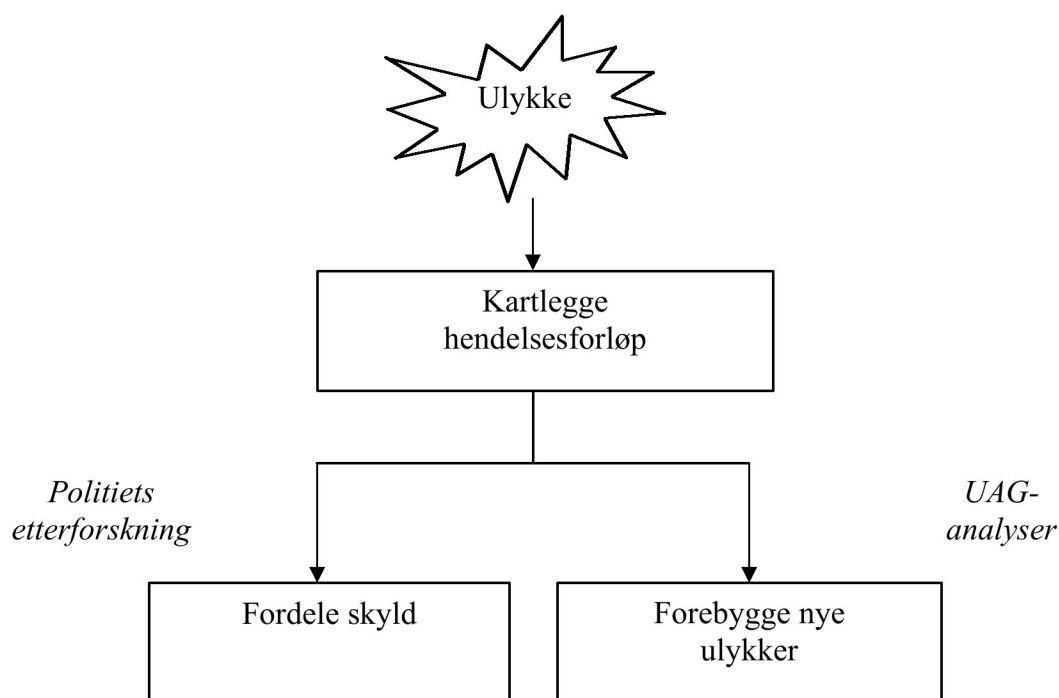 Ulykke
Kartlegge
hendelsesforløp
Politiets
etterforskning
UAG-
analyser
Fordele skyld
Forebygge nye
ulykker